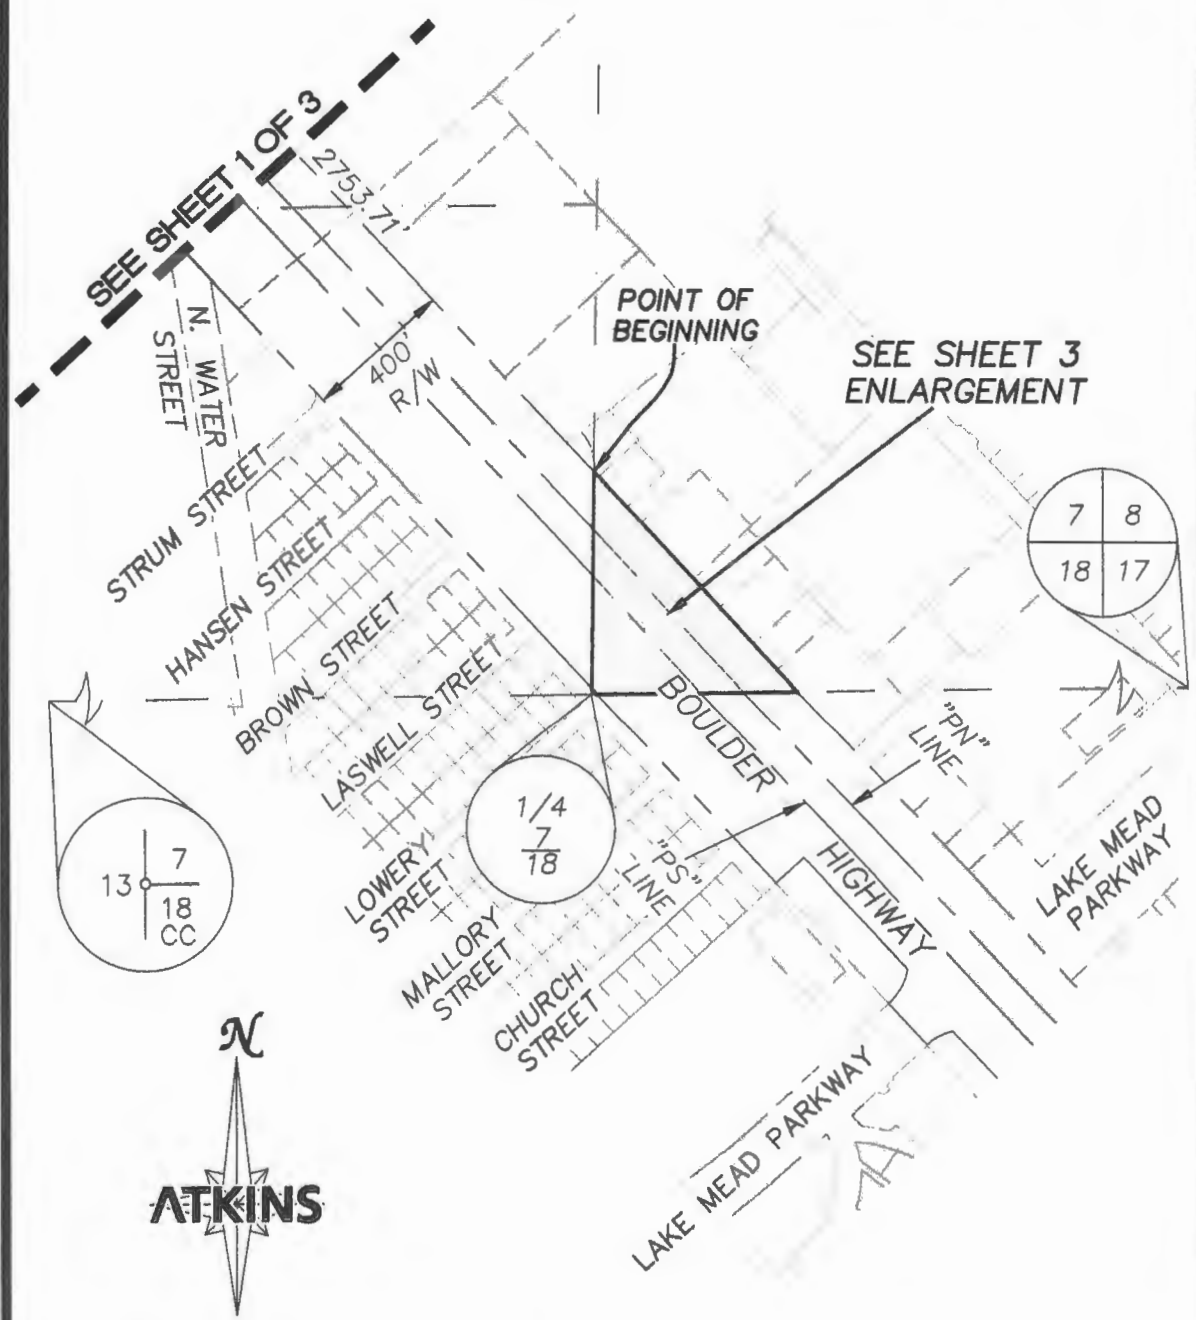 SEE SHEET 1 OF 3
2753.71
POINT OF
BEGINNING
SEE SHEET 3
ENLARGEMENT
N. WATER
STREET
400'
R/W
STRUM STREET
HANSEN STREET
BROWN STREET
LASWELL STREET
LOWERY
STREET
MALLORY
STREET
CHURCH
STREET
7 8
18 17
BOULDER
HIGHWAY
"PN"
LINE
"PS"
LINE
1/4
7
18
13 7
18
CC
LAKE MEAD
PARKWAY
LAKE MEAD PARKWAY
N
ATKINS